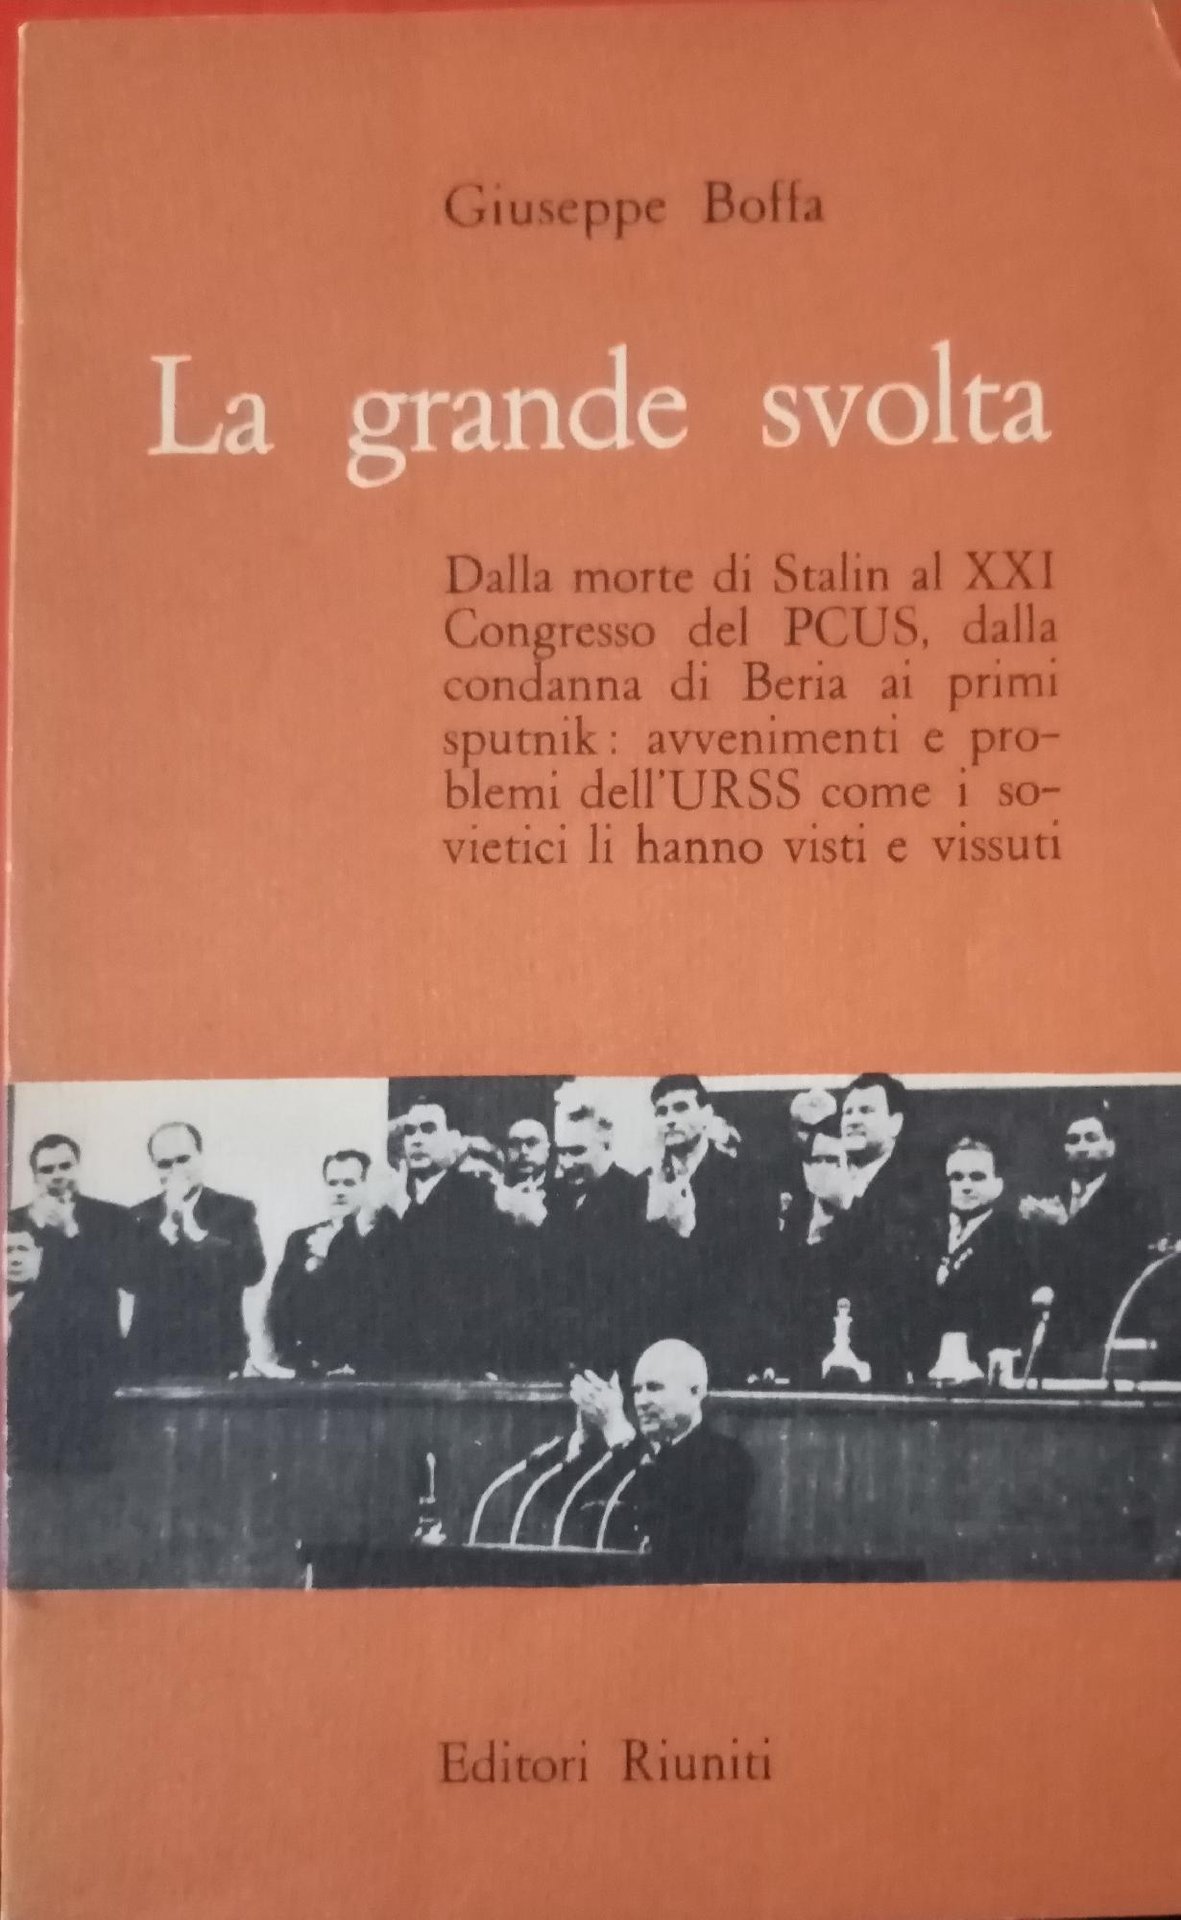 Giuseppe Boffa
La grande svolta
Dalla morte di Stalin al XXI
Congresso del PCUS, dalla
condanna di Beria ai primi
sputnik: avvenimenti e pro-
blemi dell'URSS come i so-
vietici li hanno visti e vissuti
Editori Riuniti